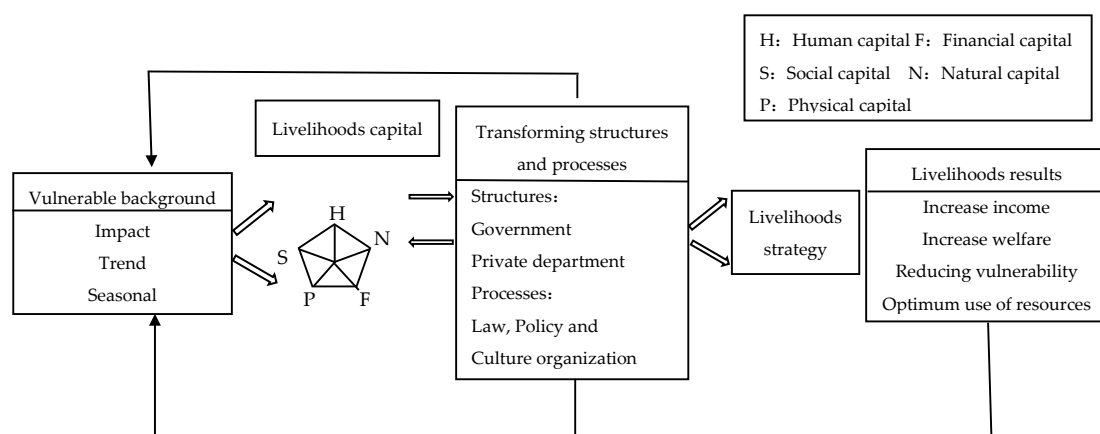 H：Human capital F：Financial capital
S：Social capital N：Natural capital
P：Physical capital
Livelihoods capital
Transforming structures
and processes
Structures：
Government
Private department
Processes：
Law, Policy and
Culture organization
Vulnerable background
Impact
Trend
Seasonal
H
N
S
P
F
Livelihoods
strategy
Livelihoods results
Increase income
Increase welfare
Reducing vulnerability
Optimum use of resources